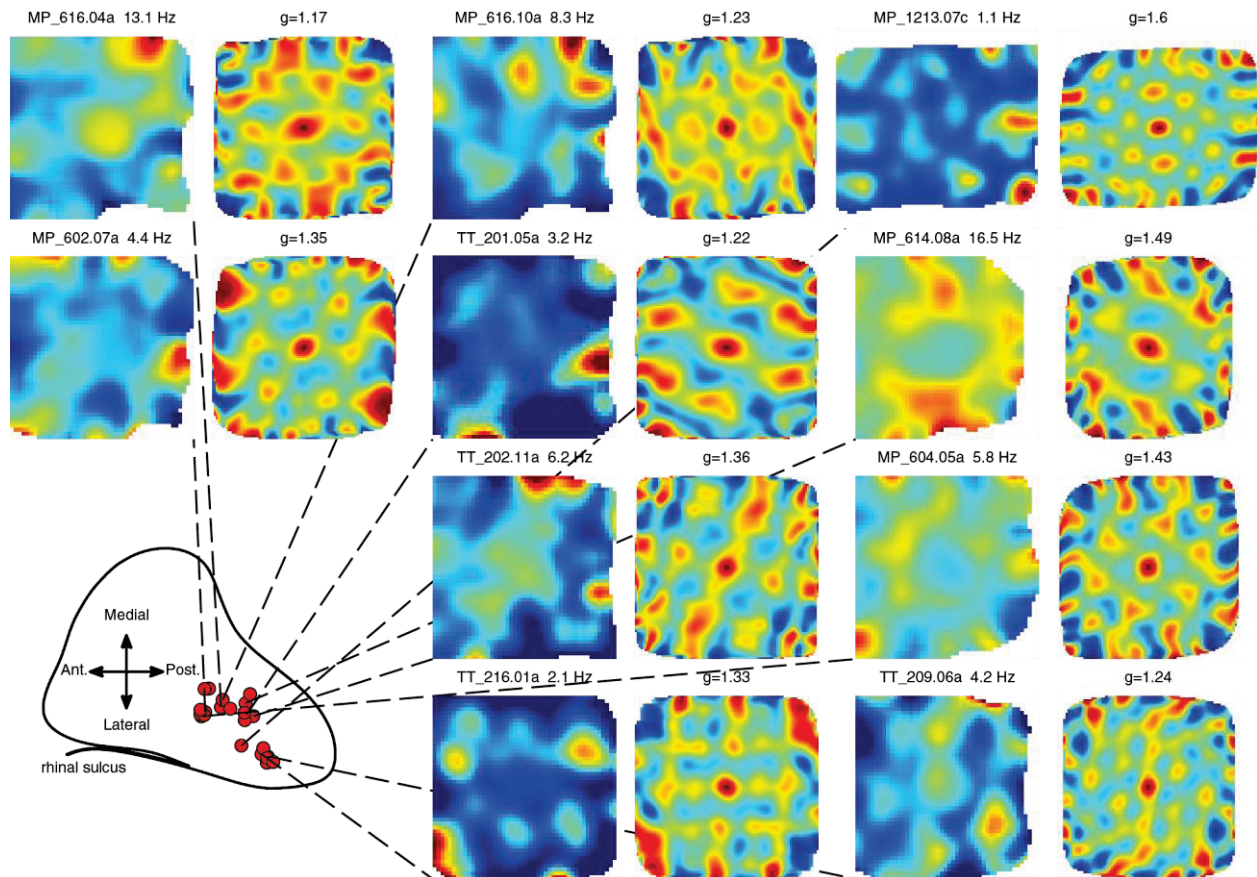 MP_616.04a 13.1 Hz g=1.17 MP_616.10a 8.3 Hz g=1.23 MP_1213.07c 1.1 Hz g=1.6
MP_602.07a 4.4 Hz g=1.35 TT_201.05a 3.2 Hz g=1.22 MP_614.08a 16.5 Hz g=1.49
TT_202.11a 6.2 Hz g=1.36 MP_604.05a 5.8 Hz g=1.43
Medial
Ant. Post.
Lateral
rhinal sulcus
TT_216.01a 2.1 Hz g=1.33 TT_209.06a 4.2 Hz g=1.24